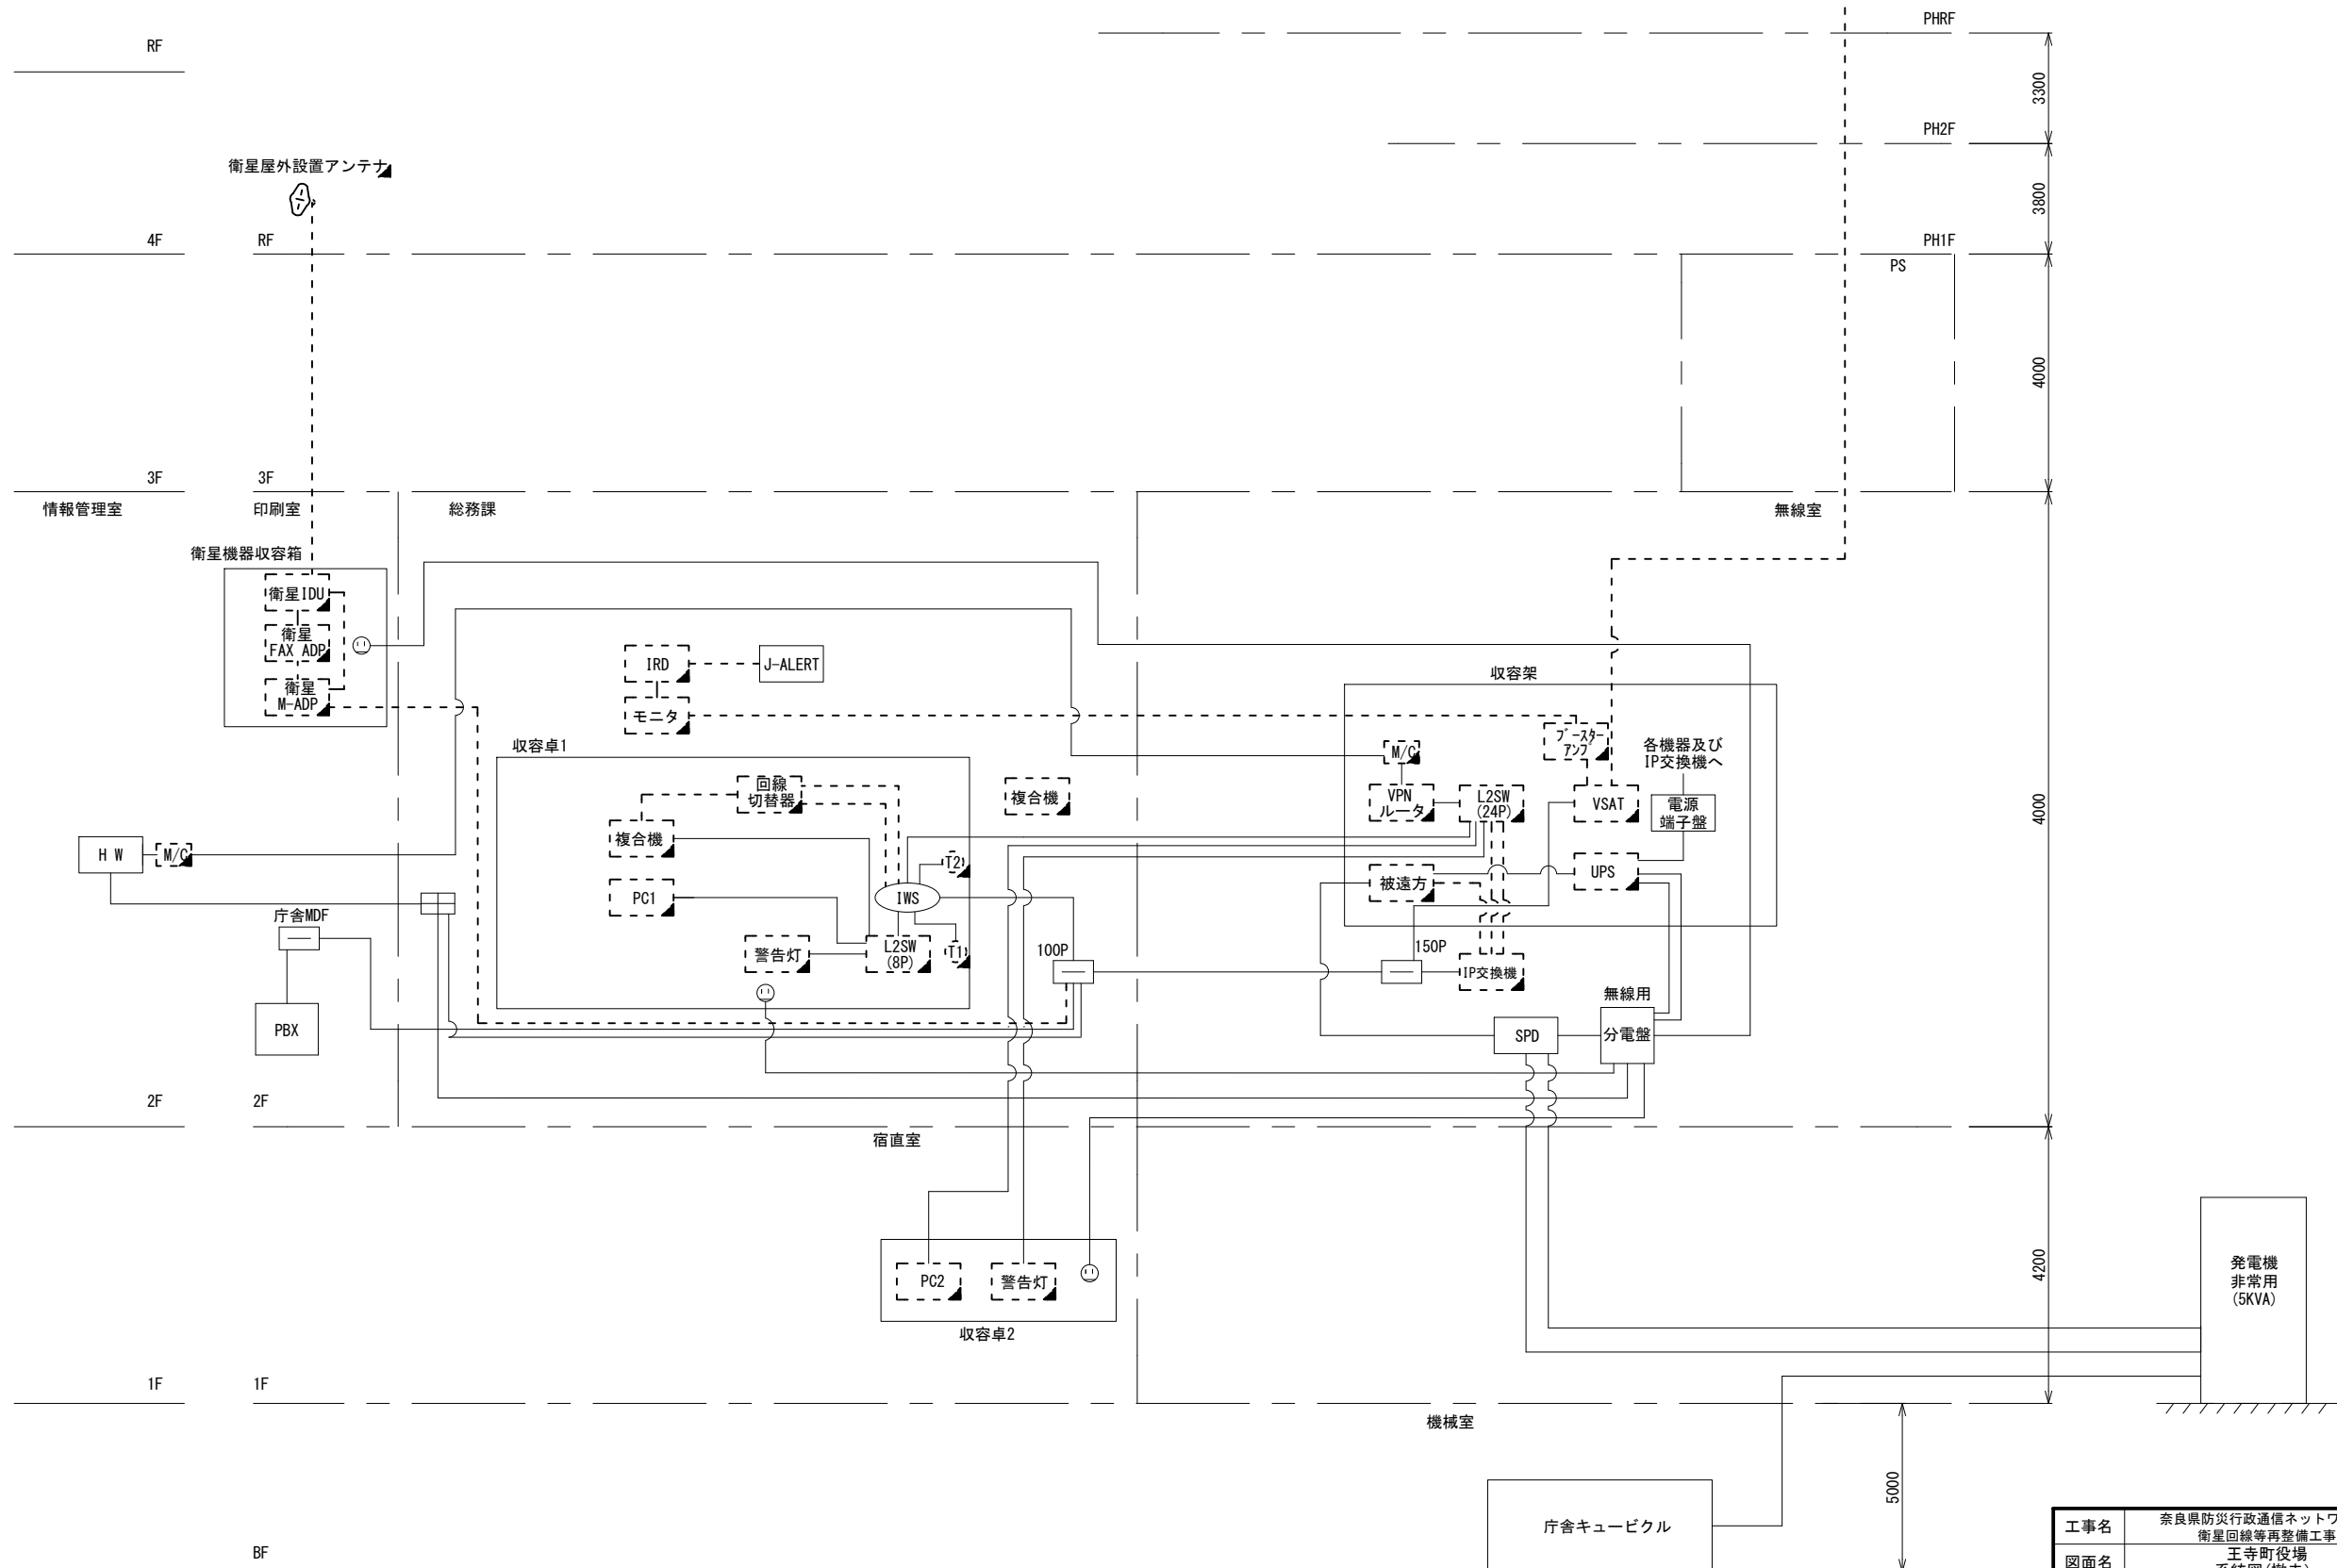 PHRF
RF
3300
PH2F
衛星屋外設置アンテナ
3800
4F
RF
PH1F
PS
4000
3F
3F
情報管理室
印刷室
総務課
無線室
衛星機器収容箱
衛星IDU
衛星
FAX ADP
衛星
M-ADP
IRD
J-ALERT
モニタ
収容架
収容卓1
ブースター
アンプ
各機器及び
IP交換機へ
M/C
回線
切替器
複合機
VPN
ルータ
L2SW
(24P)
VSAT
電源
端子盤
4000
複合機
H W
M/C
T2
UPS
被遠方
PC1
IWS
庁舎MDF
警告灯
L2SW
(8P)
T1
100P
150P
IP交換機
無線用
分電盤
PBX
SPD
2F
2F
宿直室
4200
PC2
警告灯
発電機
非常用
(5KVA)
収容卓2
1F
1F
機械室
5000
庁舎キュービクル
工事名
奈良県防災行政通信ネットワ
衛星回線等再整備工事
BF
図面名
王寺町役場